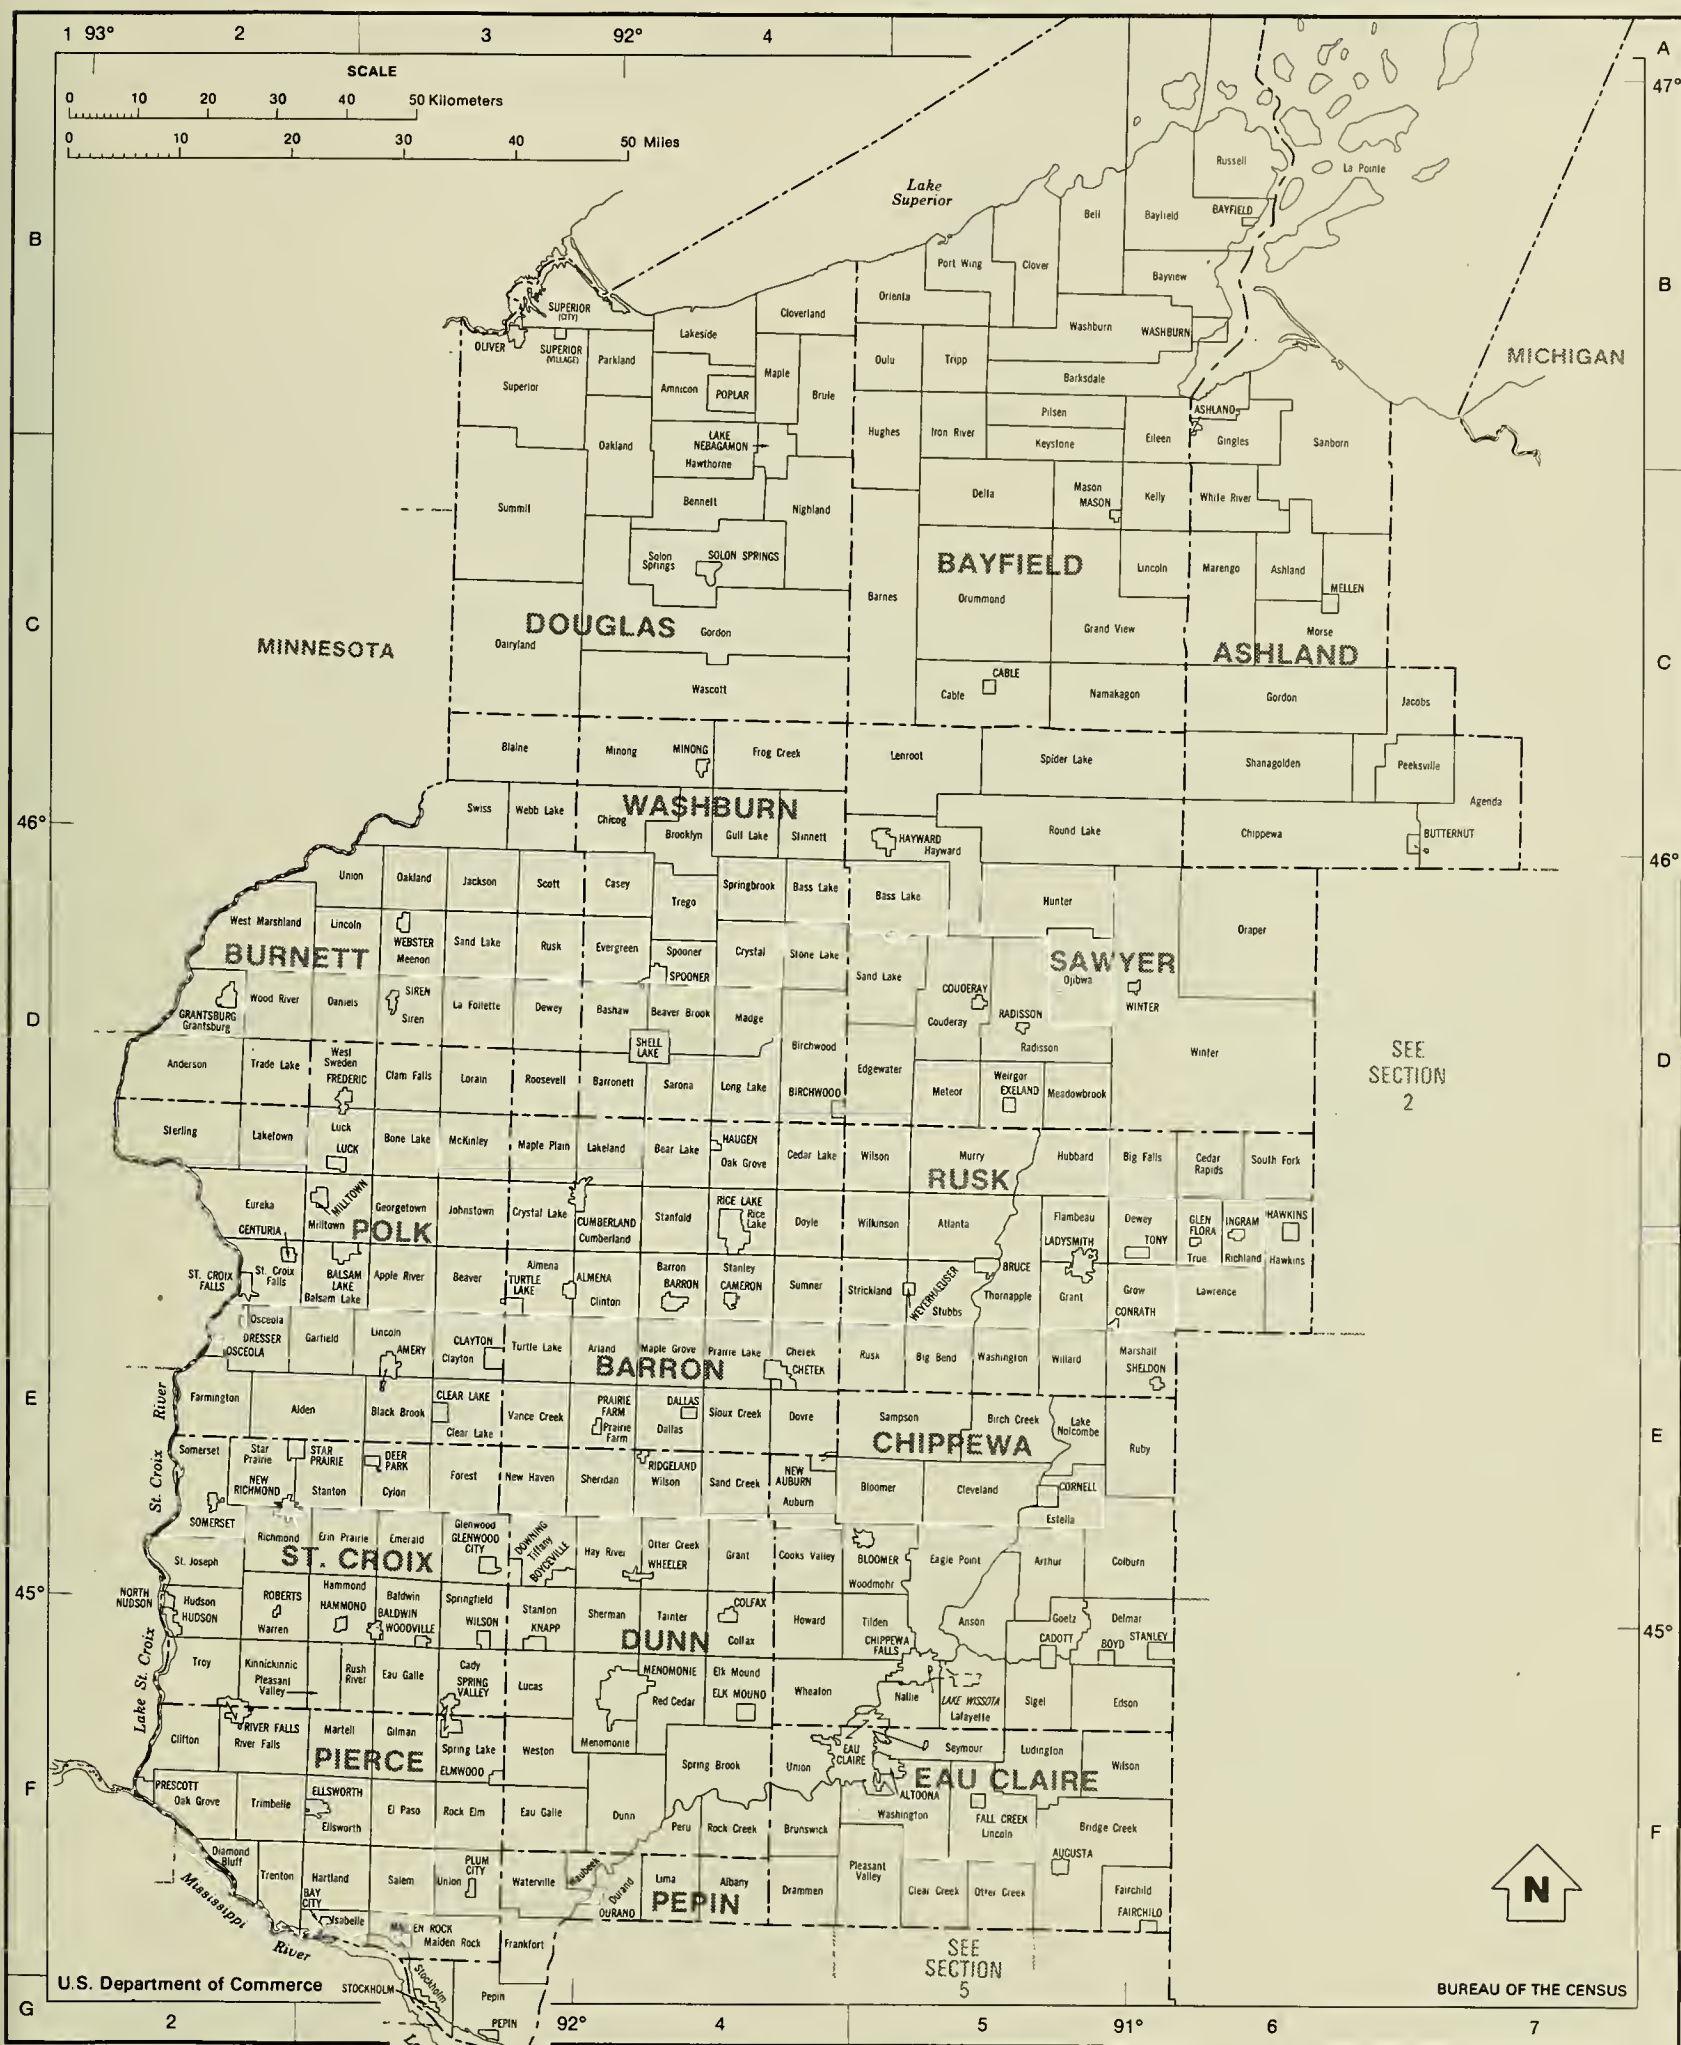 1 93° 2 3 92° 4 A
SCALE
47°
0 10 20 30 40 50 Kilometers
0 10 20 30 40 50 Miles
Russell
La Pointe
Lake
Superior
Bell
Bayfield
BAYFIELD
B
Port Wing
Clover
Bayview
B
Orienta
SUPERIOR
(CITY)
Cloverland
Lakeside
Washburn
WASHBURN
OLIVER
SUPERIOR
(VILLAGE)
Parkland
Oulu
Tripp
MICHIGAN
Superior
Amnicon
POPLAR
Maple
Brule
Barksdale
Pilsen
ASHLAND
Oakland
LAKE
NEBAGAMON
Hawthorne
Hughes
Iron River
Keystone
Eileen
Gingles
Sanborn
Summit
Bennett
Nighland
Delta
Mason
MASON
Kelly
White River
Solon
Springs
SOLON SPRINGS
BAYFIELD
Lincoln
Marengo
Ashland
MELLEN
Barnes
Drummond
C
DOUGLAS
Gordon
Grand View
Morse
MINNESOTA
Dairyland
ASHLAND
C
Wascott
CABLE
Cable
Namakagon
Gordon
Jacobs
Blaine
Minong
MINONG
Frog Creek
Lenroot
Spider Lake
Shanagolden
Peeksville
Agenda
Swiss
Webb Lake
WASHBURN
Chicog
46°
Brooklyn
Gull Lake
Stinnett
HAYWARD
Hayward
Round Lake
Chippewa
BUTTERNUT
46°
Union
Oakland
Jackson
Scott
Casey
Trego
Springbrook
Bass Lake
Bass Lake
Hunter
West Marshland
Lincoln
WEBSTER
Meenon
Sand Lake
Rusk
Evergreen
Spooner
SPOONER
Crystal
Stone Lake
Draper
BURNETT
SAWYER
Sand Lake
Ojibwa
GRANTSBURG
Grantsburg
Wood River
Daniels
SIREN
Siren
La Follette
Dewey
Bashaw
Beaver Brook
Madge
COUDERAY
Couderay
RADISSON
Radisson
WINTER
D
SHELL
LAKE
Birchwood
Winter
SEE
SECTION
2
D
Anderson
Trade Lake
West
Sweden
FREDERIC
Clam Falls
Lorain
Roosevell
Barronett
Sarona
Long Lake
BIRCHWOOD
Edgewater
Meteor
Weirgor
EXELAND
Meadowbrook
Sterling
Laketown
Luck
LUCK
Bone Lake
McKinley
Maple Plain
Lakeland
Bear Lake
HAUGEN
Oak Grove
Cedar Lake
Wilson
Murry
RUSK
Hubbard
Big Falls
Cedar
Rapids
South Fork
Eureka
MILLTOWN
Milltown
CENTURIA
POLK
Georgetown
Johnstown
Crystal Lake
CUMBERLAND
Cumberland
Stanfold
RICE LAKE
Rice
Lake
Doyle
Wilkinson
Atlanta
Flambeau
LADYSMITH
Dewey
TONY
GLEN
FLORA
True
INGRAM
Richland
HAWKINS
Hawkins
ST. CROIX
FALLS
St. Croix
Falls
BALSAM
LAKE
Balsam Lake
Apple River
Beaver
Almena
TURTLE
LAKE
ALMENA
Clinton
Barron
BARRON
Stanley
CAMERON
Sumner
Strickland
WEYERHAEUSER
Stubbs
BRUCE
Thornapple
Grant
Grow
CONRATH
Lawrence
Osceola
DRESSER
OSCEOLA
Garfield
Lincoln
AMERY
CLAYTON
Clayton
Turtle Lake
Arland
Maple Grove
Prairie Lake
Chetek
CHETEK
BARRON
Rusk
Big Bend
Washington
Willard
Marshall
SHELDON
E
Farmington
Alden
Black Brook
CLEAR LAKE
Clear Lake
Vance Creek
PRAIRIE
FARM
Prairie
Farm
DALLAS
Dallas
Sioux Creek
Dovre
Sampson
Birch Creek
Lake
Nolcombe
Ruby
CHIPPEWA
E
St. Croix River
Somerset
Star
Prairie
STAR
PRAIRIE
NEW
RICHMOND
DEER
PARK
Stanton
Cylon
Forest
New Haven
Sheridan
RIDGELAND
Wilson
Sand Creek
NEW
AUBURN
Auburn
Bloomer
Cleveland
CORNELL
Estella
SOMERSET
St. Joseph
Richmond
Erin Prairie
Emerald
Glenwood
GLENWOOD
CITY
ST. CROIX
DOWNING
Tiffany
BOYCEVILLE
Hay River
Otter Creek
WHEELER
Grant
Cooks Valley
BLOOMER
Woodmohr
Eagle Point
Arthur
Colburn
45°
NORTH
NUDSON
Hudson
HUDSON
ROBERTS
Warren
Hammond
HAMMONO
Baldwin
BALDWIN
WOODVILLE
Springfield
WILSON
Stanton
KNAPP
Sherman
Tainter
COLFAX
Colfax
DUNN
Howard
Tilden
CHIPPEWA
FALLS
Anson
Goetz
CADOTT
Delmar
BOYD
STANLEY
45°
Lake St. Croix
Troy
Kinnickinnic
Pleasant
Valley
Rush
River
Eau Galle
Cady
SPRING
VALLEY
Lucas
MENOMONIE
Red Cedar
Elk Mound
ELK MOUND
Wheaton
Nallie
LAKE WISSOTA
Lafayette
Sigel
Edson
Clifton
RIVER FALLS
River Falls
Martell
Gilman
PIERCE
Spring Lake
ELMWOOD
Weston
Menomonie
Spring Brook
Union
EAU
CLAIRE
Seymour
Ludington
Wilson
EAU CLAIRE
ALTOONA
F
PRESCOTT
Oak Grove
Trimbelle
ELLSWORTH
Ellsworth
El Paso
Rock Elm
Eau Galle
Dunn
Peru
Rock Creek
Brunswick
Washington
FALL CREEK
Lincoln
Bridge Creek
AUGUSTA
F
Diamond
Bluff
Trenton
Hartland
BAY
CITY
Isabelle
Salem
PLUM
CITY
Union
Waterville
Waubeek
Durand
OURAND
Lima
Albany
PEPIN
Drammen
Pleasant
Valley
Clear Creek
Otter Creek
Fairchild
FAIRCHILO
N
Mississippi
River
EN ROCK
Maiden Rock
Frankfort
SEE
SECTION
5
U.S. Department of Commerce
STOCKHOLM
Stockholm
Pepin
PEPIN
BUREAU OF THE CENSUS
G
2 92° 4 5 91° 6 7